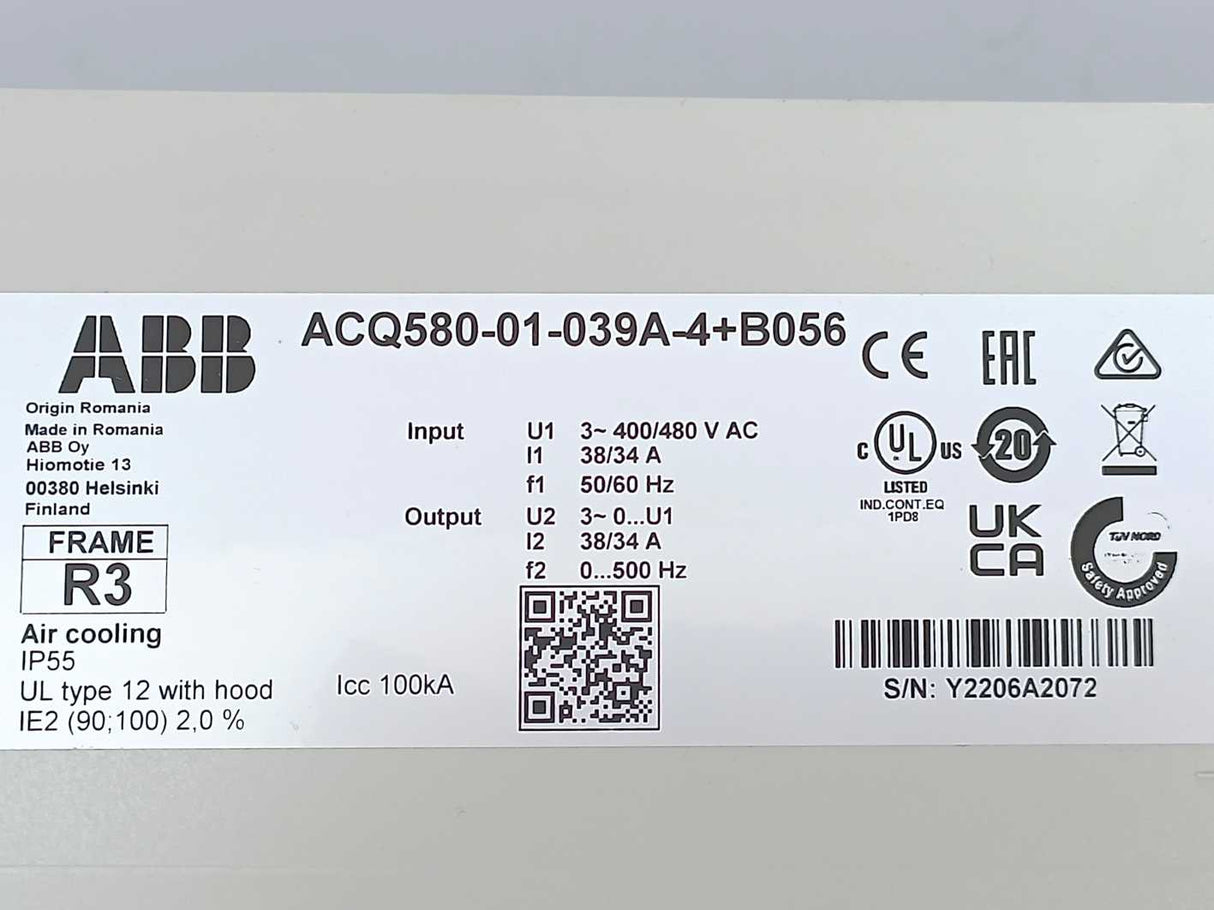 ABB
ACQ580-01-039A-4+B056
CE
EAC
Origin Romania
Made in Romania
ABB Oy
Hiomotie 13
00380 Helsinki
Finland
FRAME
R3
Air cooling
IP55
UL type 12 with hood
IE2 (90;100) 2,0 %
Input U1 3~ 400/480 V AC
I1 38/34 A
f1 50/60 Hz
Output U2 3~ 0...U1
I2 38/34 A
f2 0...500 Hz
Icc 100kA
C UL US
LISTED
IND.CONT.EQ
1PD8
20
UK
CA
TÜV NORD
Safety Approved
S/N: Y2206A2072